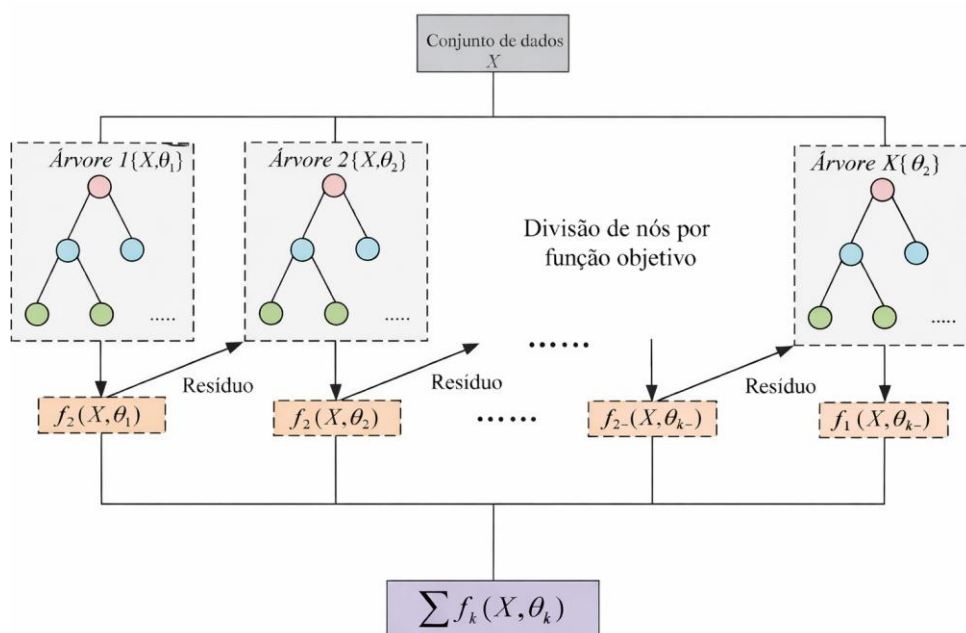 Conjunto de dados
X
Árvore 1{X,θ₁}
Árvore 2{X,θ₂}
Árvore X{θ₂}
Divisão de nós por
função objetivo
.....
.....
.....
......
Resíduo
Resíduo
Resíduo
f₂(X,θ₁)
f₂(X,θ₂)
......
f₂₋(X,θₖ₋)
f₁(X,θₖ₋)
∑fₖ(X,θₖ)